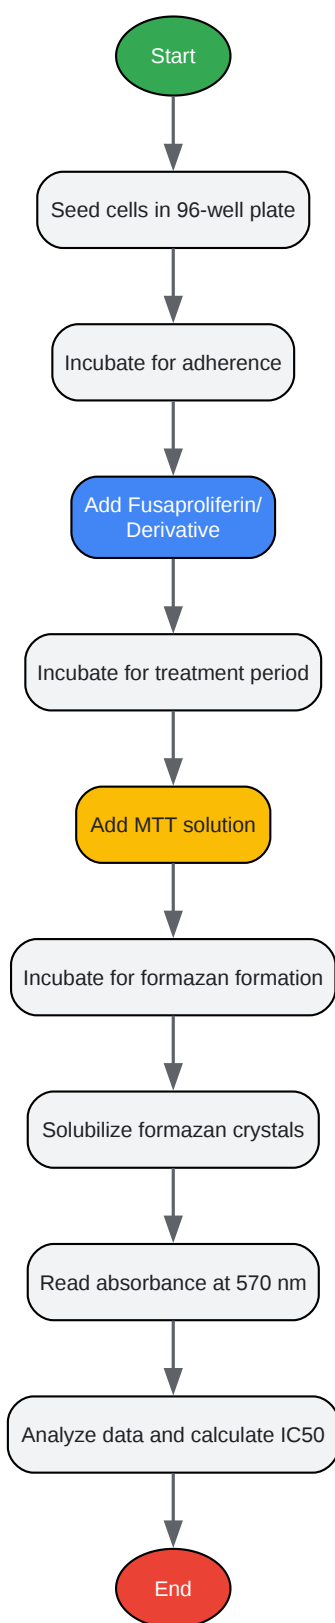 Start
Seed cells in 96-well plate
Incubate for adherence
Add Fusaproliferin/
Derivative
Incubate for treatment period
Add MTT solution
Incubate for formazan formation
Solubilize formazan crystals
Read absorbance at 570 nm
Analyze data and calculate IC50
End